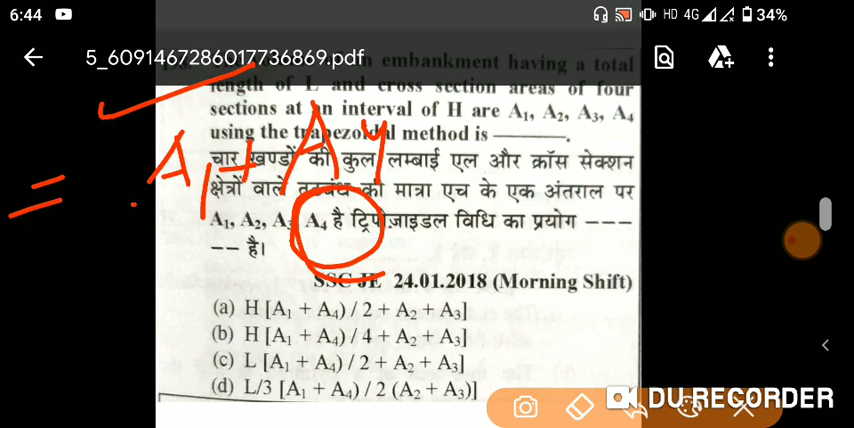 6:44 HD 4G 34%
5_6091467286017736869.pdf
embankment having a total
length of L and cross section areas of four
sections at an interval of H are A₁, A₂, A₃, A₄
using the trapezoidal method is ————.
= A₁ + A4
चार खण्डों की कुल लम्बाई एल और क्रॉस सेक्शन
क्षेत्रों वाले तटबंध की मात्रा एच के एक अंतराल पर
A₁, A₂, A₃ A₄ है ट्रिपीजाइडल विधि का प्रयोग ----
-- है।
SSC JE 24.01.2018 (Morning Shift)
(a) H [A₁ + A₄) / 2 + A₂ + A₃]
(b) H [A₁ + A₄) / 4 + A₂ + A₃]
(c) L [A₁ + A₄) / 2 + A₂ + A₃]
(d) L/3 [A₁ + A₄) / 2 (A₂ + A₃)]
DU RECORDER